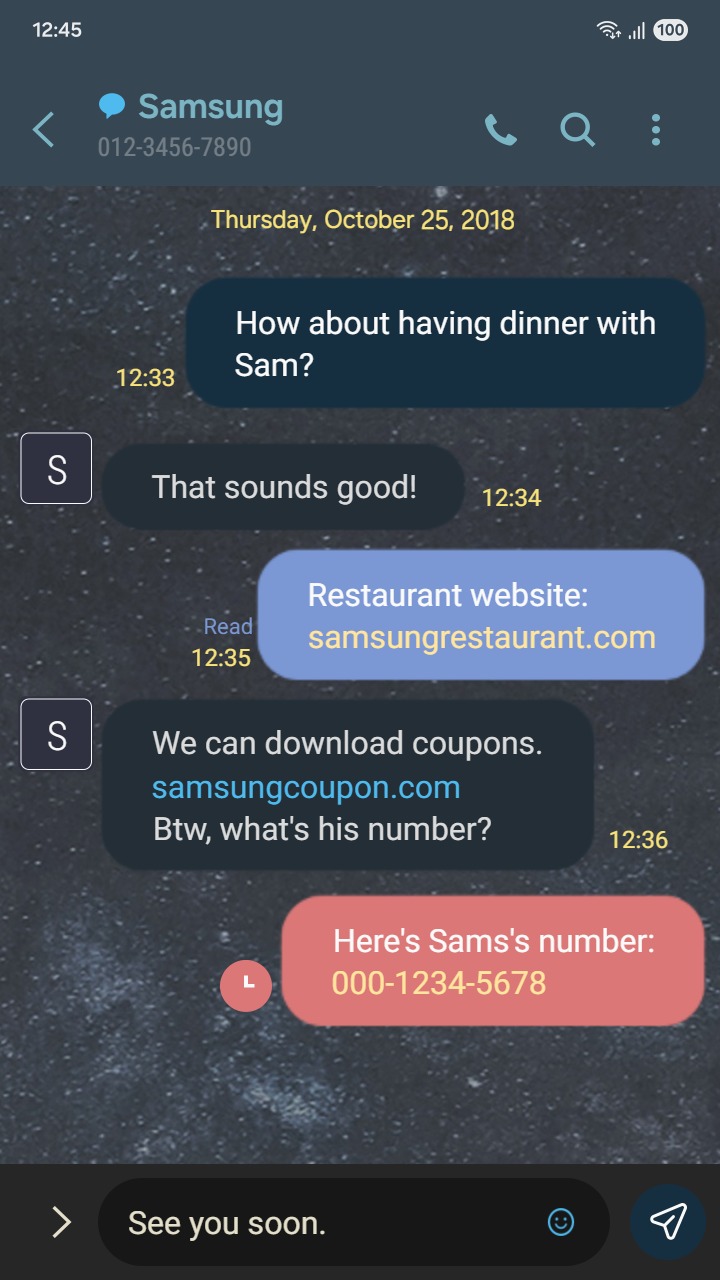 12:45
100
Samsung
012-3456-7890
Thursday, October 25, 2018
How about having dinner with
Sam?
12:33
S
That sounds good!
12:34
Restaurant website:
samsungrestaurant.com
Read
12:35
S
We can download coupons.
samsungcoupon.com
Btw, what's his number?
12:36
Here's Sams's number:
000-1234-5678
See you soon.